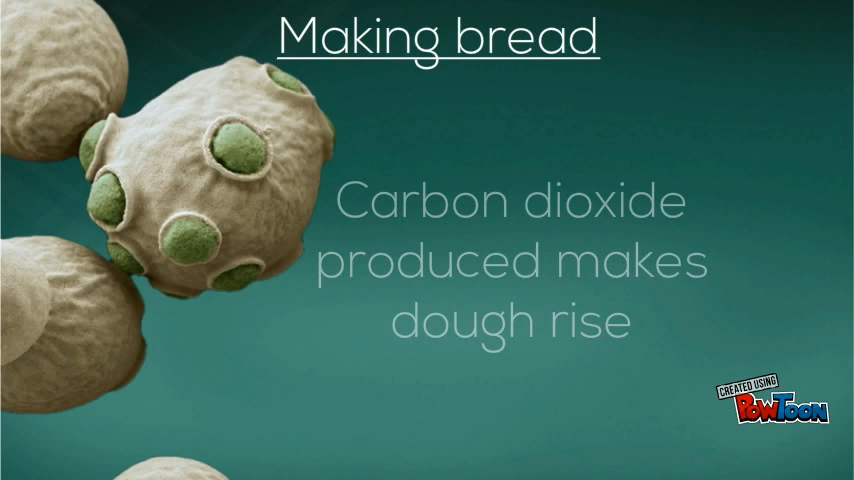 Making bread
Carbon dioxide
produced makes
dough rise
CREATED USING
POWTOON